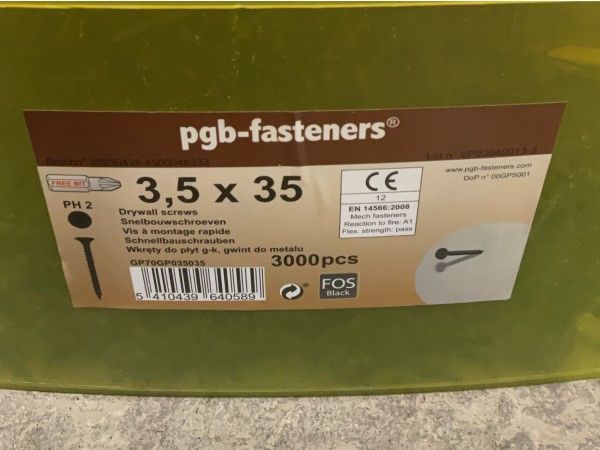 pgb-fasteners®
www.pgb-fasteners.com
DoP n° 00GPS001
FREE BIT
3,5 x 35
PH 2
Drywall screws
Snelbouwschroeven
Vis à montage rapide
Schnellbauschrauben
Wkręty do płyt g-k, gwint do metalu
CE
12
EN 14566:2008
Mech fasteners
Reaction to fire: A1
Flex. strength: pass
GP70GP035035
3000pcs
5 410439 640589
FOS
Black